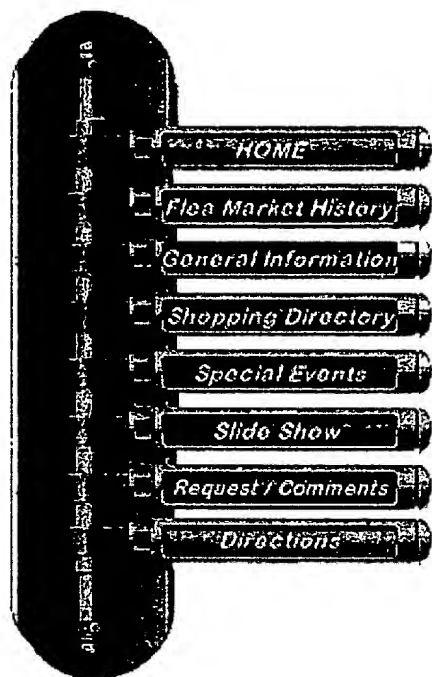 HOME
Flea Market History
General Information
Shopping Directory
Special Events
Slide Show
Request / Comments
Directions